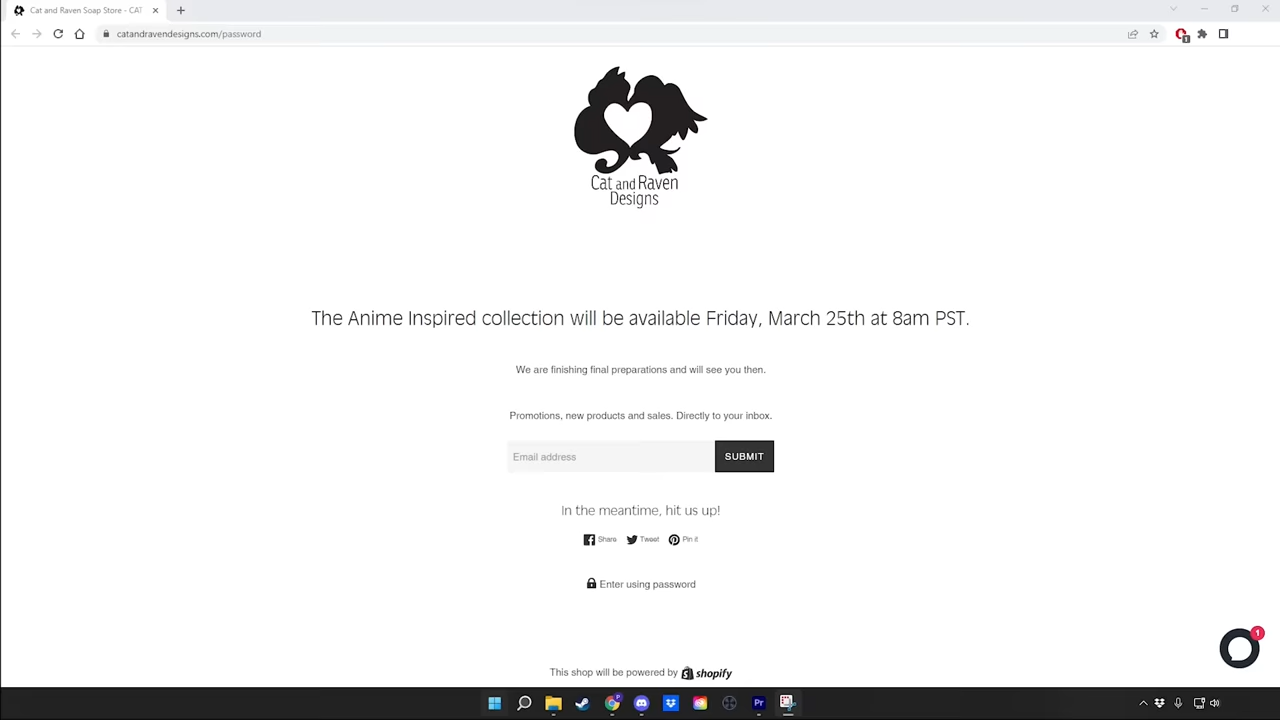 Cat and Raven Soap Store - CAT
catandravendesigns.com/password
1
Cat and Raven
Designs
The Anime Inspired collection will be available Friday, March 25th at 8am PST.
We are finishing final preparations and will see you then.
Promotions, new products and sales. Directly to your inbox.
Email address
SUBMIT
In the meantime, hit us up!
Share Tweet Pin it
Enter using password
1
This shop will be powered by shopify
P
Pr